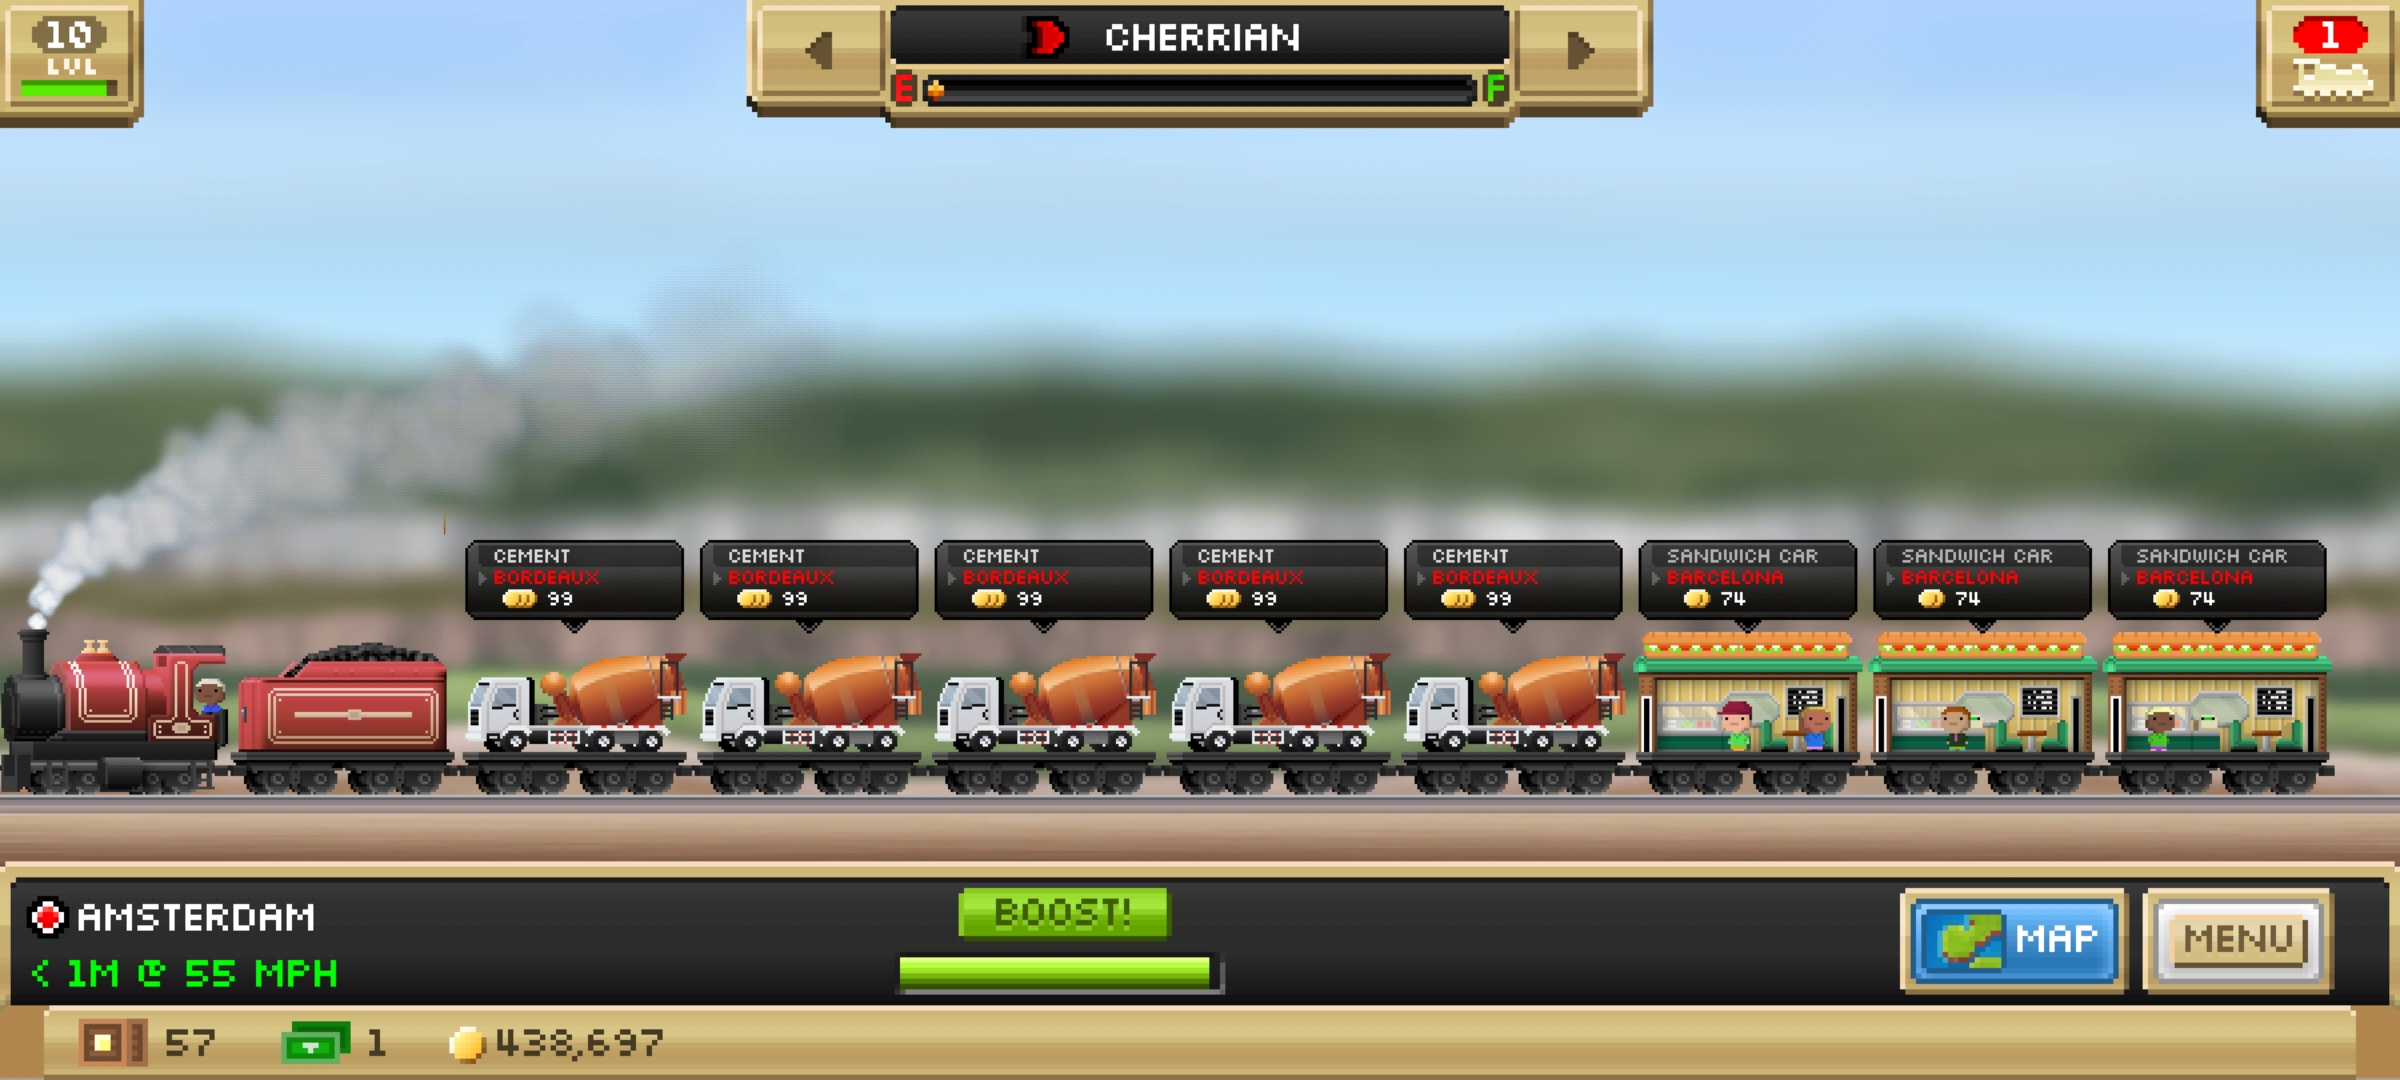 10
LVL
CHERRIAN
E F
1
CEMENT
BORDEAUX
99
CEMENT
BORDEAUX
99
CEMENT
BORDEAUX
99
CEMENT
BORDEAUX
99
CEMENT
BORDEAUX
99
SANDWICH CAR
BARCELONA
74
SANDWICH CAR
BARCELONA
74
SANDWICH CAR
BARCELONA
74
AMSTERDAM
< 1M @ 55 MPH
BOOST!
MAP
MENU
57 1 438,697